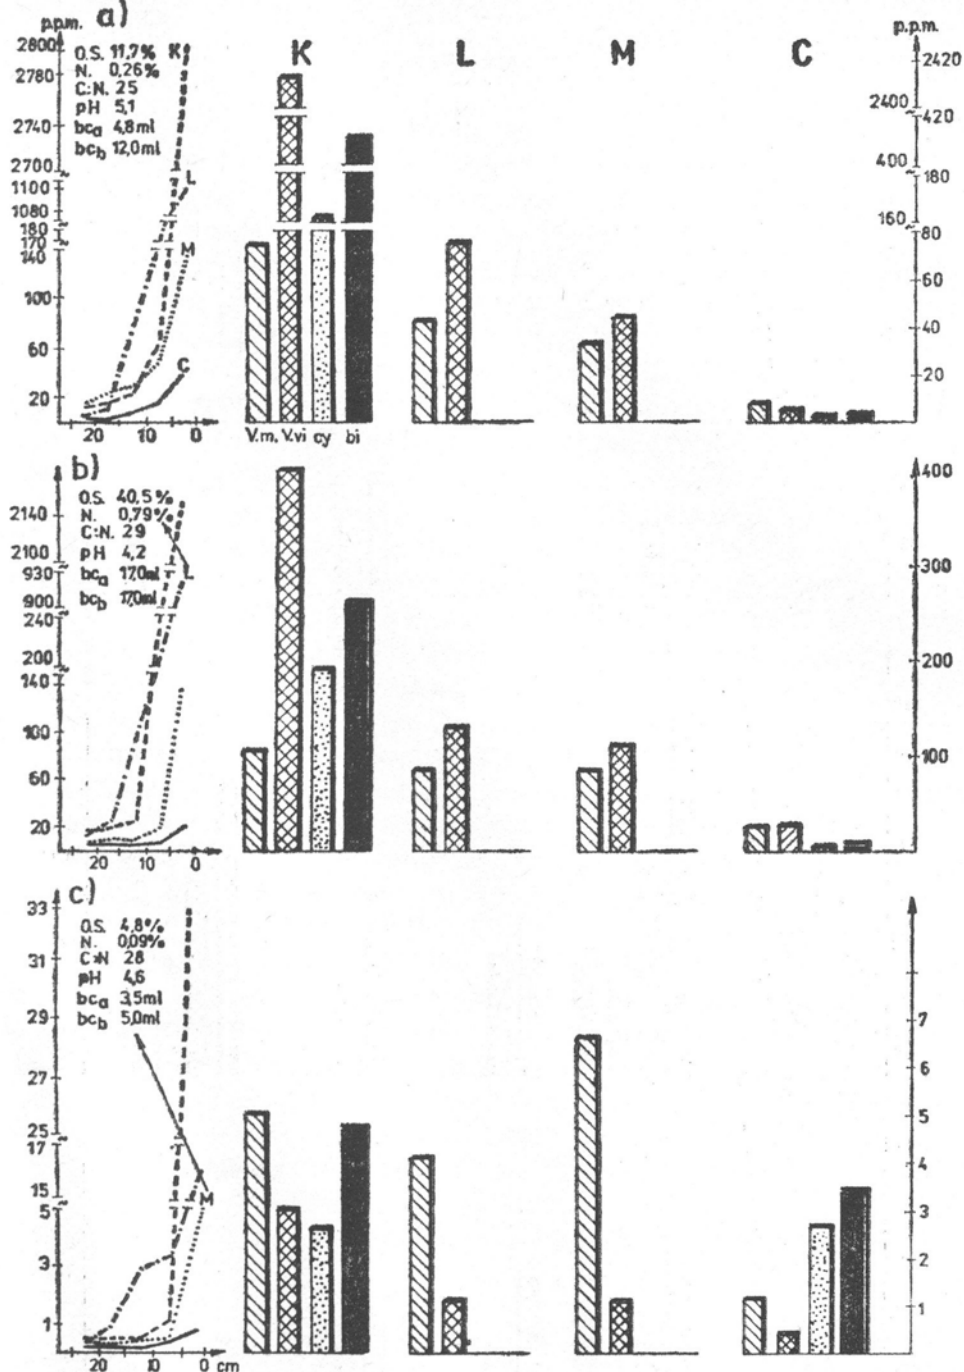 a)
p.p.m.
2800
2780
2740
2700
1100
1080
180
170
140
100
60
20
20 10 0
O.S. 11,7%
N. 0,26%
C:N. 25
pH 5,1
bca 4,8ml
bcb 12,0ml
K
L
M
C
K L M C
V.m. V.vi cy bi
p.p.m.
2420
2400
420
400
180
160
80
60
40
20
b)
2140
2100
930
900
240
200
140
100
60
20
20 10 0
O.S. 40,5%
N. 0,79%
C:N. 29
pH 4,2
bca 17,0ml
bcb 17,0ml
L
400
300
200
100
c)
33
31
29
27
25
17
15
5
3
1
20 10 0 cm
O.S. 4,8%
N. 0,09%
C:N 28
pH 4,6
bca 3,5ml
bcb 5,0ml
M
7
6
5
4
3
2
1